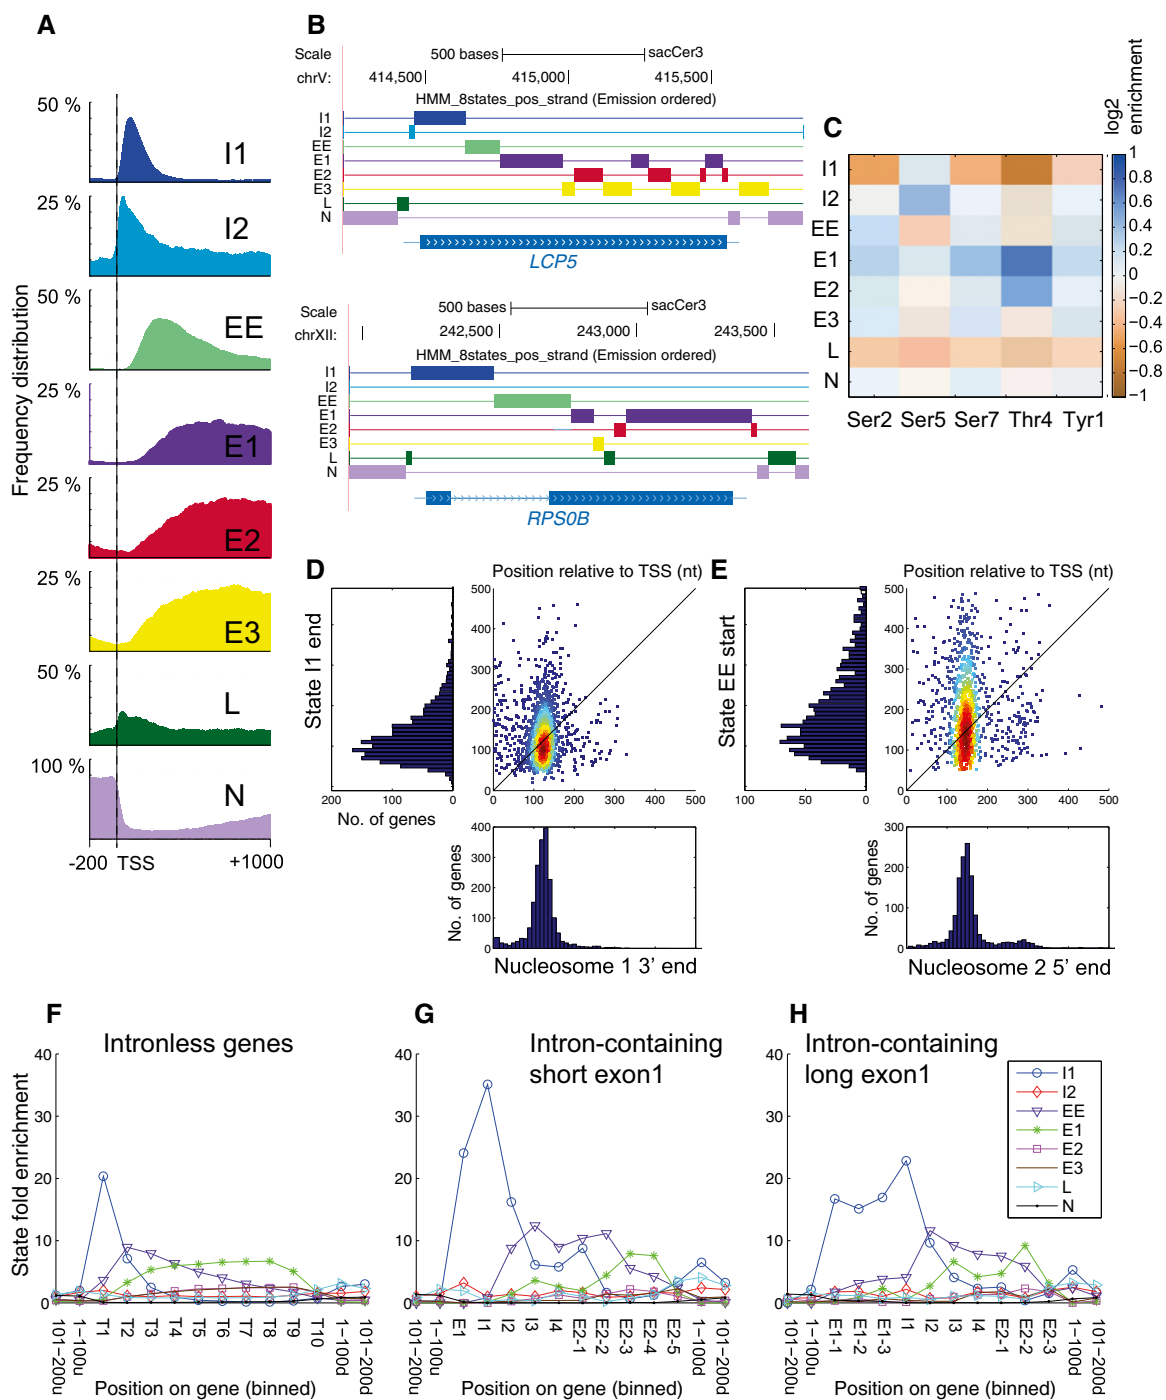 A
50 %
I1
25 %
I2
50 %
EE
25 %
E1
25 %
E2
25 %
E3
50 %
L
100 %
N
Frequency distribution
-200 TSS +1000
B
Scale 500 bases sacCer3
chrV: 414,500 415,000 415,500
HMM_8states_pos_strand (Emission ordered)
I1
I2
EE
E1
E2
E3
L
N
LCP5
Scale 500 bases sacCer3
chrXII: 242,500 243,000 243,500
HMM_8states_pos_strand (Emission ordered)
I1
I2
EE
E1
E2
E3
L
N
RPS0B
C
log2
enrichment
I1
I2
EE
E1
E2
E3
L
N
Ser2 Ser5 Ser7 Thr4 Tyr1
1
0.8
0.6
0.4
0.2
0
−0.2
−0.4
−0.6
−0.8
−1
D
Position relative to TSS (nt)
State I1 end
500
400
300
200
100
0
200 100 0
No. of genes
0 100 200 300 400 500
400
300
200
100
0
No. of genes
Nucleosome 1 3’ end
E
Position relative to TSS (nt)
State EE start
500
400
300
200
100
0
100 50 0
0 100 200 300 400 500
400
300
200
100
0
No. of genes
Nucleosome 2 5’ end
F
Intronless genes
State fold enrichment
40
30
20
10
0
101−200u
1−100u
T1
T2
T3
T4
T5
T6
T7
T8
T9
T10
1−100d
101−200d
Position on gene (binned)
G
Intron-containing
short exon1
40
30
20
10
0
101−200u
1−100u
E1
I1
I2
I3
I4
E2−1
E2−2
E2−3
E2−4
E2−5
1−100d
101−200d
Position on gene (binned)
H
Intron-containing
long exon1
40
30
20
10
0
101−200u
1−100u
E1−1
E1−2
E1−3
I1
I2
I3
I4
E2−1
E2−2
E2−3
1−100d
101−200d
Position on gene (binned)
I1
I2
EE
E1
E2
E3
L
N